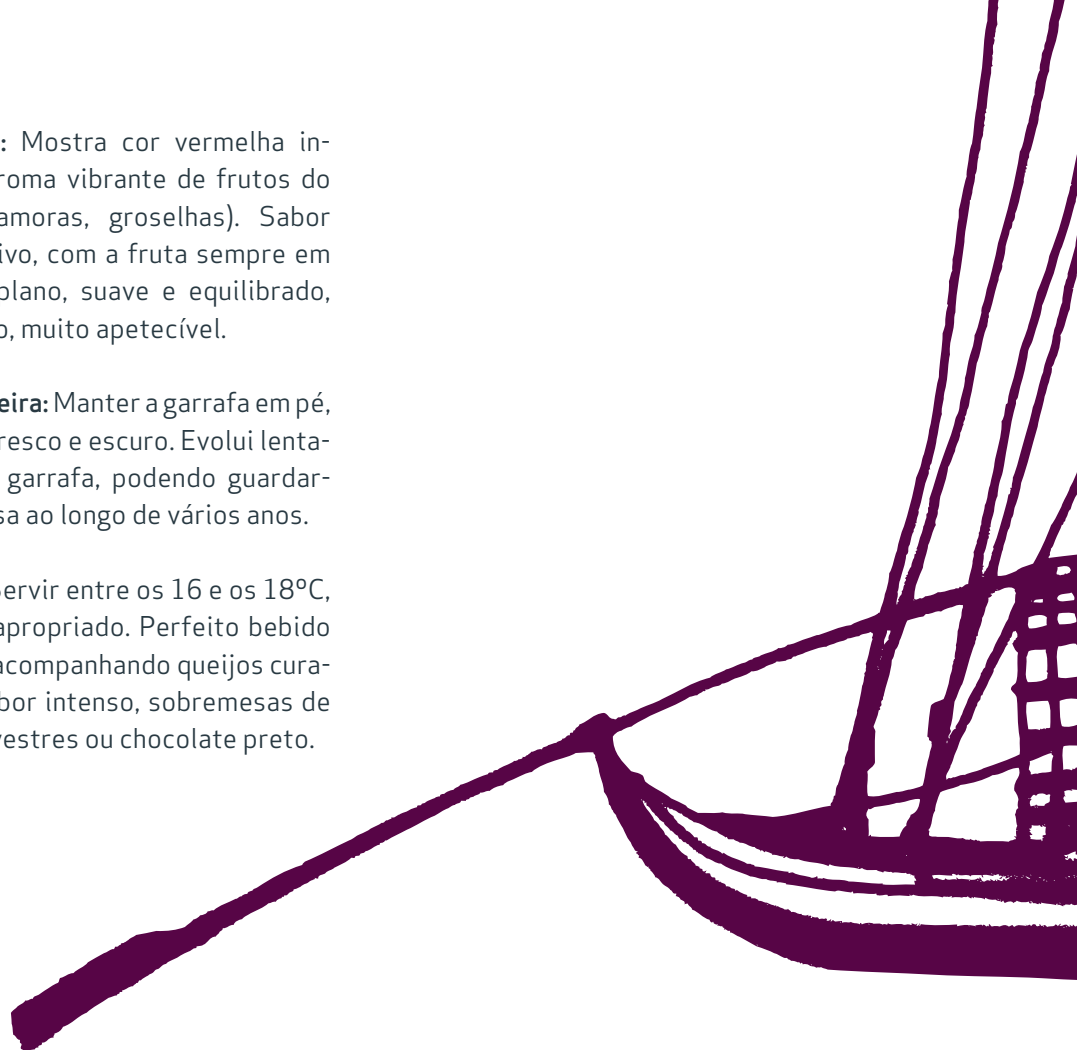 : Mostra cor vermelha in-
roma vibrante de frutos do
amoras, groselhas). Sabor
ivo, com a fruta sempre em
plano, suave e equilibrado,
o, muito apetecível.
eira: Manter a garrafa em pé,
resco e escuro. Evolui lenta-
garrafa, podendo guardar-
sa ao longo de vários anos.
Servir entre os 16 e os 18ºC,
apropriado. Perfeito bebido
acompanhando queijos cura-
bor intenso, sobremesas de
vestres ou chocolate preto.